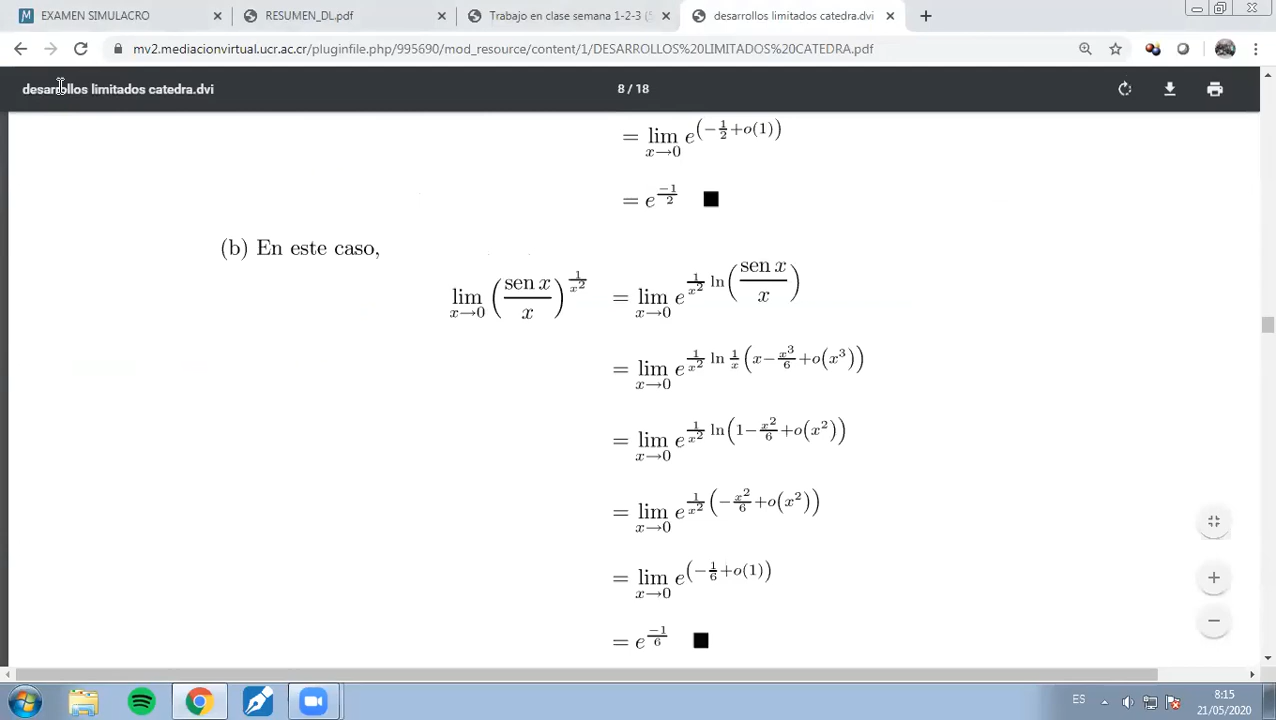 EXAMEN SIMULACRO × RESUMEN_DL.pdf × Trabajo en clase semana 1-2-3 (5 × desarrollos limitados catedra.dvi × +
mv2.mediacionvirtual.ucr.ac.cr/pluginfile.php/995690/mod_resource/content/1/DESARROLLOS%20LIMITADOS%20CATEDRA.pdf
desarrollos limitados catedra.dvi 8 / 18
= lim_{x→0} e^{(-1/2 + o(1))}
= e^{-1/2} ■
(b) En este caso,
lim_{x→0} (sen x / x)^{1/x²} = lim_{x→0} e^{1/x² ln(sen x / x)}
= lim_{x→0} e^{1/x² ln 1/x (x - x³/6 + o(x³))}
= lim_{x→0} e^{1/x² ln(1 - x²/6 + o(x²))}
= lim_{x→0} e^{1/x² (-x²/6 + o(x²))}
= lim_{x→0} e^{(-1/6 + o(1))}
= e^{-1/6} ■
ES 8:15
21/05/2020